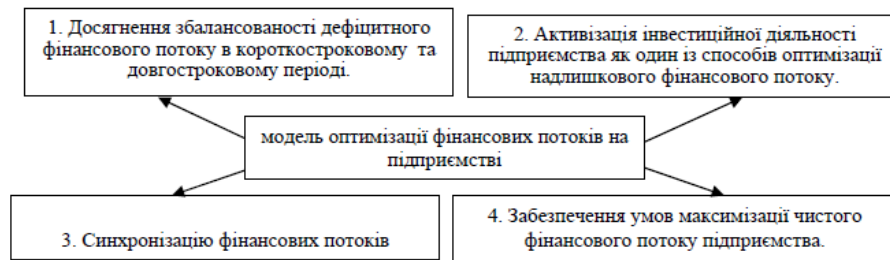 1. Досягнення збалансованості дефіцитного
фінансового потоку в короткостроковому та
довгостроковому періоді.
2. Активізація інвестиційної діяльності
підприємства як один із способів оптимізації
надлишкового фінансового потоку.
модель оптимізації фінансових потоків на
підприємстві
3. Синхронізацію фінансових потоків
4. Забезпечення умов максимізації чистого
фінансового потоку підприємства.